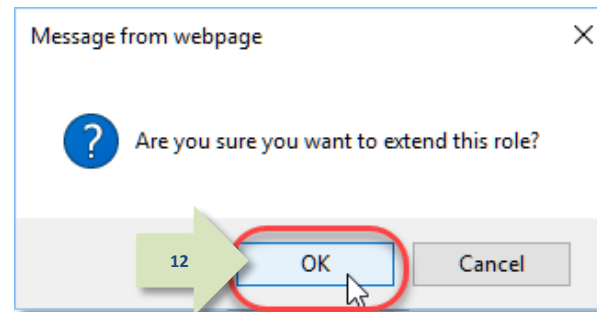 Message from webpage
Are you sure you want to extend this role?
12
OK
Cancel